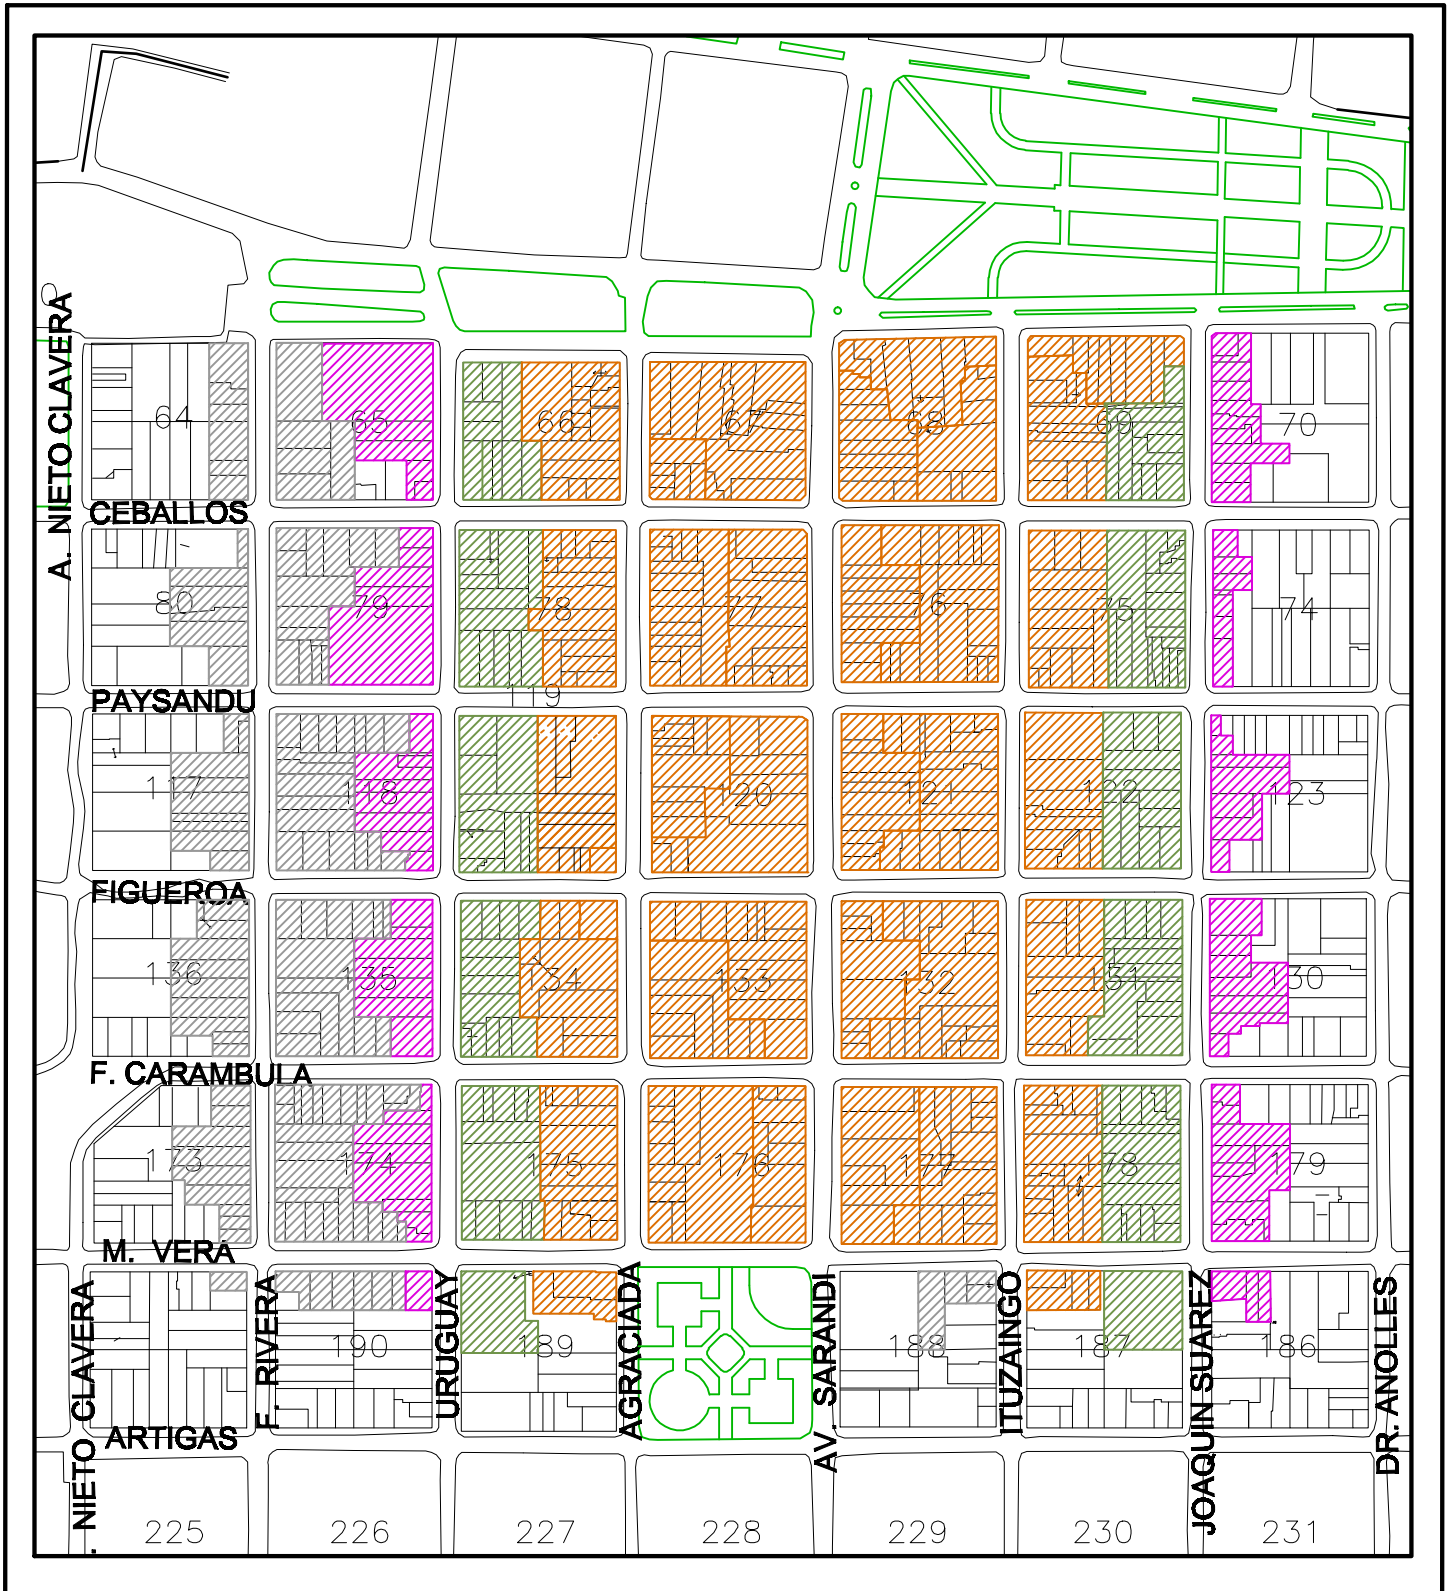 A. NIETO CLAVERA
64 65 66 67 68 69 70
CEBALLOS
80 79 78 77 76 75 74
PAYSANDU
119
117 118 120 121 122 123
FIGUEROA
136 135 134 133 132 131 130
F. CARAMBULA
173 174 175 176 177 178 179
M. VERA
190 189 188 187 186
. NIETO CLAVERA
F. RIVERA
URUGUAY
AGRACIADA
AV. SARANDI
ITUZAINGO
JOAQUIN SUAREZ
DR. ANOLLES
ARTIGAS
225 226 227 228 229 230 231